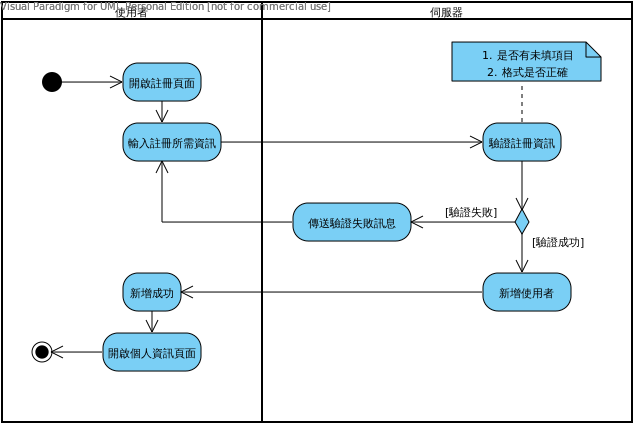 Visual Paradigm for UML Personal Edition [not for commercial use]
使用者
伺服器
1. 是否有未填項目
2. 格式是否正確
開啟註冊頁面
輸入註冊所需資訊
驗證註冊資訊
傳送驗證失敗訊息
[驗證失敗]
[驗證成功]
新增成功
新增使用者
開啟個人資訊頁面